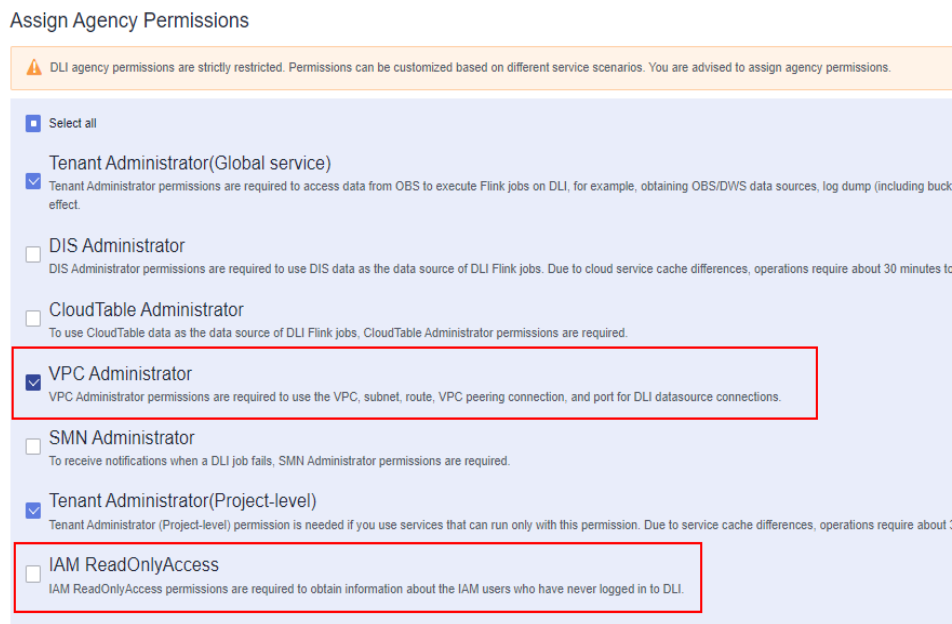 Assign Agency Permissions
DLI agency permissions are strictly restricted. Permissions can be customized based on different service scenarios. You are advised to assign agency permissions.
Select all
Tenant Administrator(Global service)
Tenant Administrator permissions are required to access data from OBS to execute Flink jobs on DLI, for example, obtaining OBS/DWS data sources, log dump (including buck
effect.
DIS Administrator
DIS Administrator permissions are required to use DIS data as the data source of DLI Flink jobs. Due to cloud service cache differences, operations require about 30 minutes to
CloudTable Administrator
To use CloudTable data as the data source of DLI Flink jobs, CloudTable Administrator permissions are required.
VPC Administrator
VPC Administrator permissions are required to use the VPC, subnet, route, VPC peering connection, and port for DLI datasource connections.
SMN Administrator
To receive notifications when a DLI job fails, SMN Administrator permissions are required.
Tenant Administrator(Project-level)
Tenant Administrator (Project-level) permission is needed if you use services that can run only with this permission. Due to service cache differences, operations require about
IAM ReadOnlyAccess
IAM ReadOnlyAccess permissions are required to obtain information about the IAM users who have never logged in to DLI.